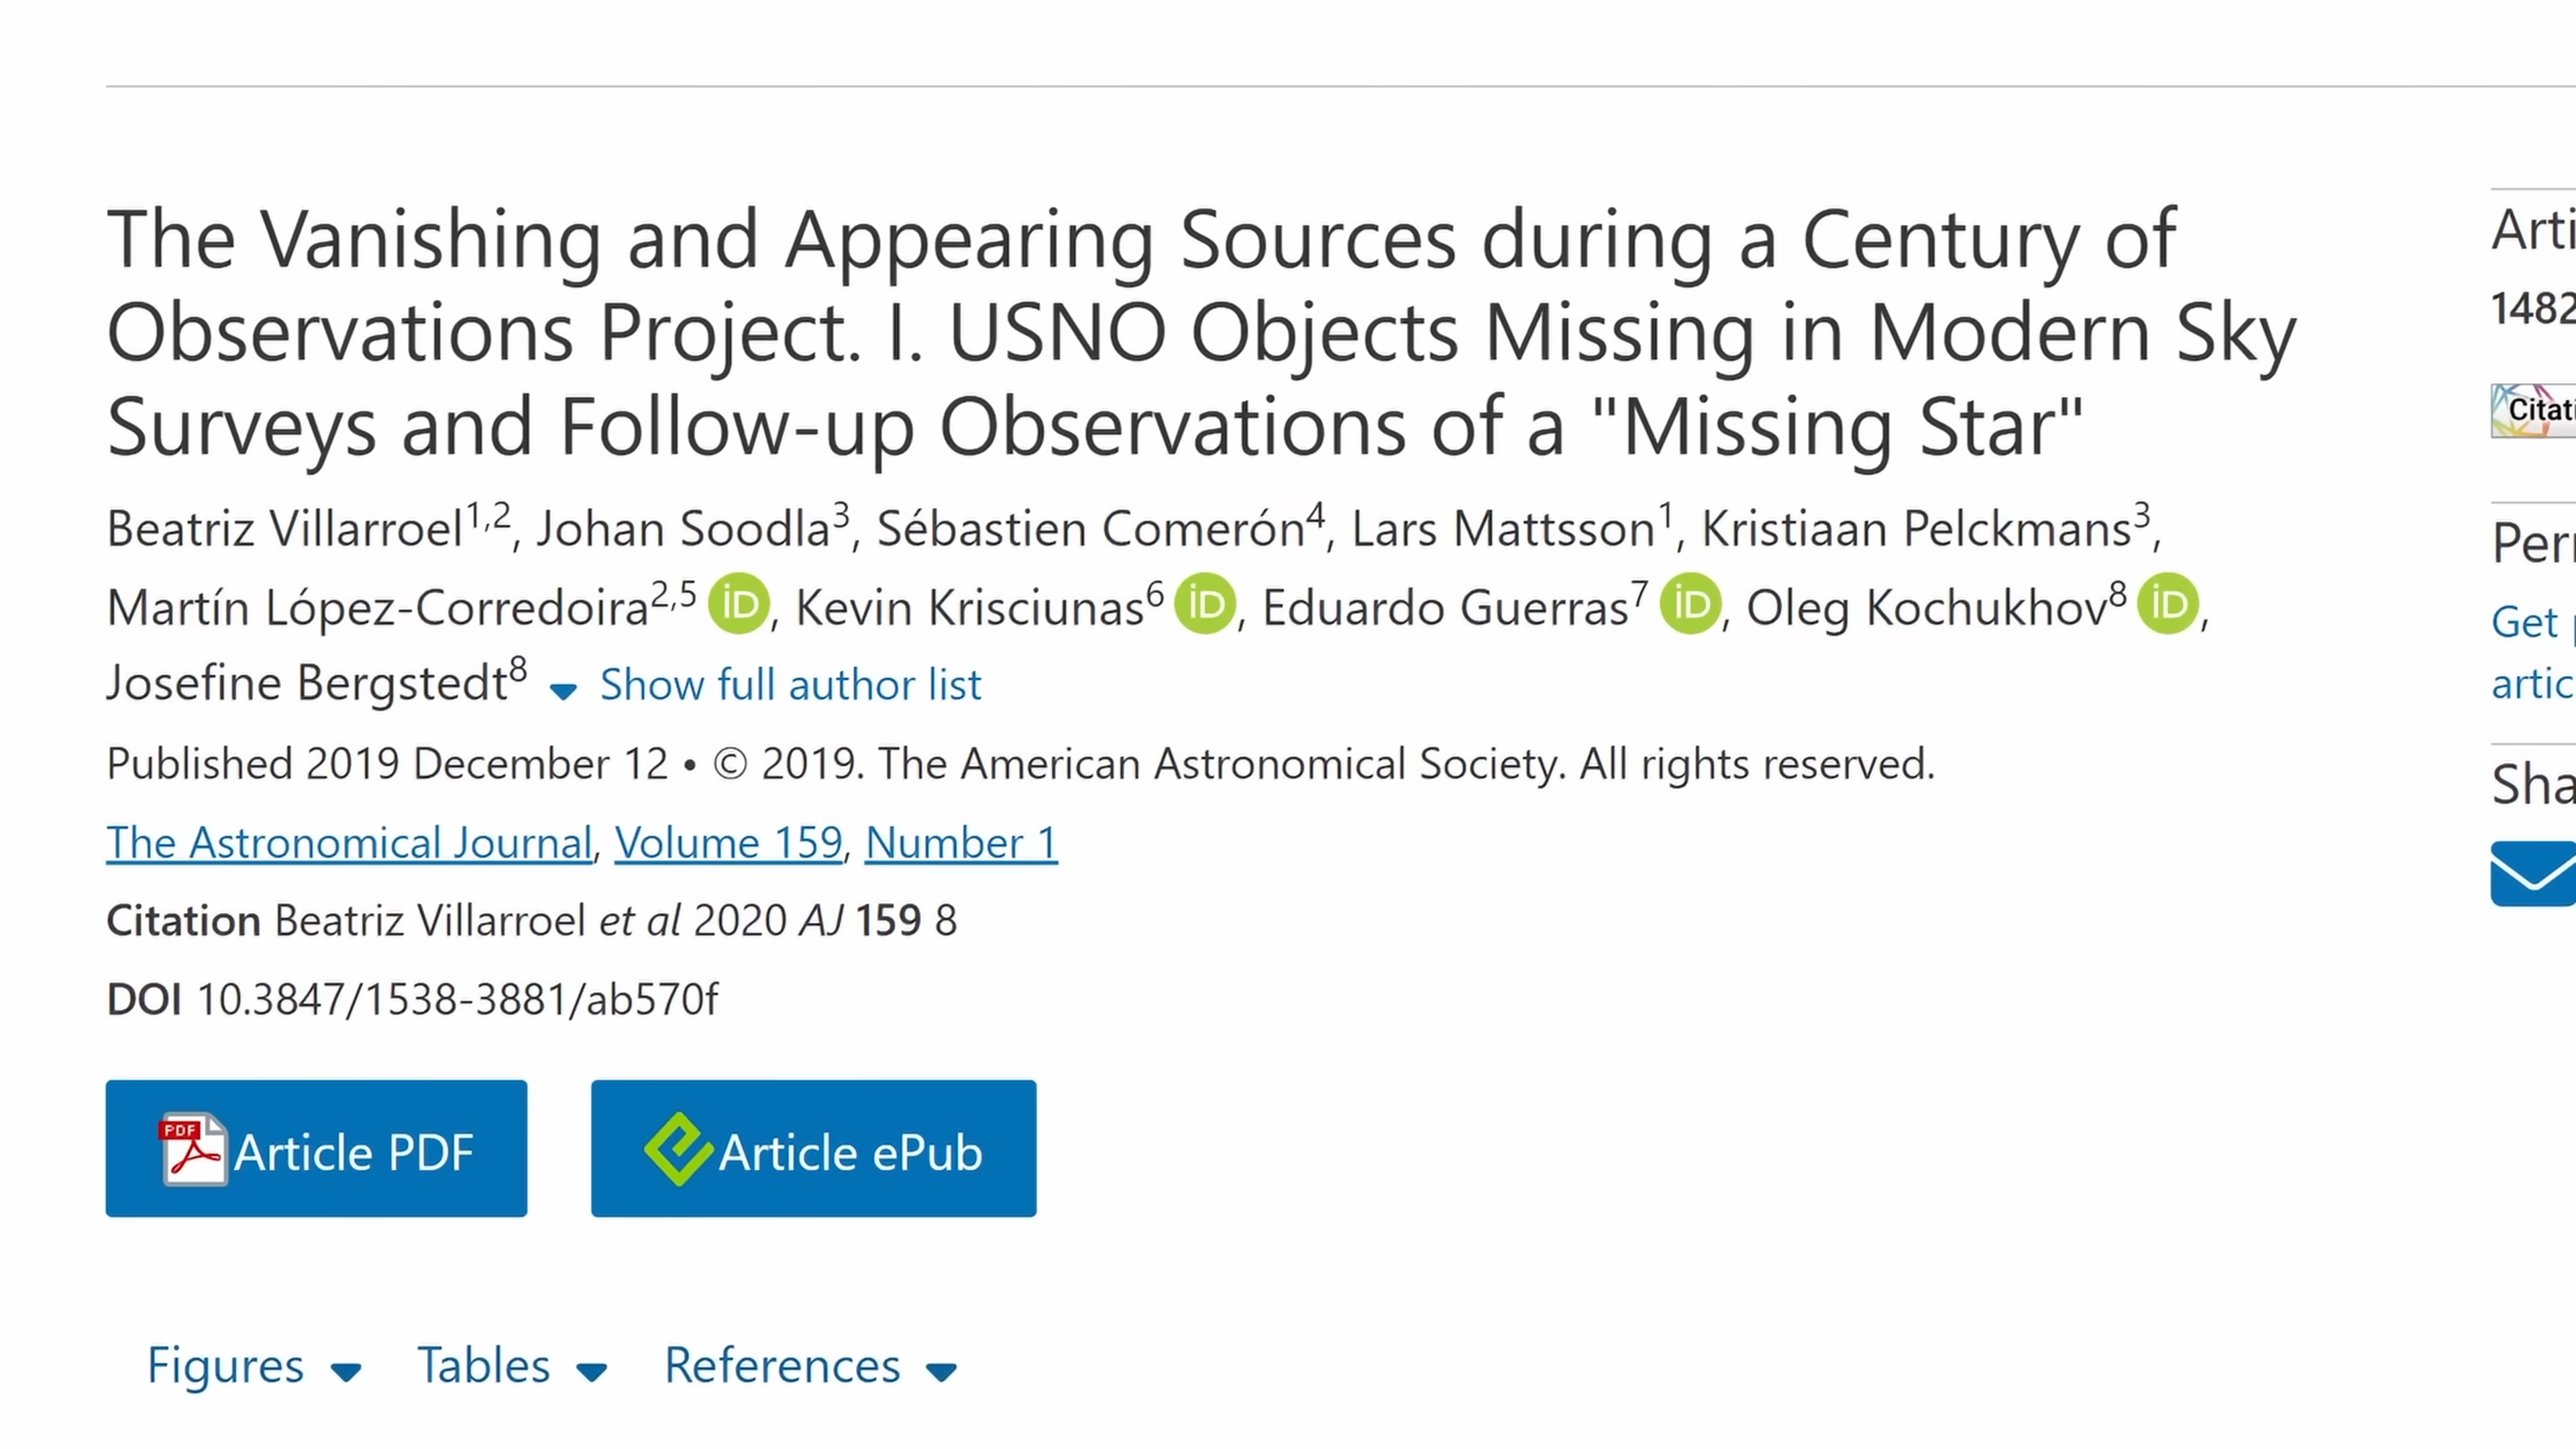 The Vanishing and Appearing Sources during a Century of
Observations Project. I. USNO Objects Missing in Modern Sky
Surveys and Follow-up Observations of a "Missing Star"
Beatriz Villarroel1,2, Johan Soodla3, Sébastien Comerón4, Lars Mattsson1, Kristiaan Pelckmans3,
Martín López-Corredoira2,5 iD, Kevin Krisciunas6 iD, Eduardo Guerras7 iD, Oleg Kochukhov8 iD,
Josefine Bergstedt8 Show full author list
Published 2019 December 12 • © 2019. The American Astronomical Society. All rights reserved.
The Astronomical Journal, Volume 159, Number 1
Citation Beatriz Villarroel et al 2020 AJ 159 8
DOI 10.3847/1538-3881/ab570f
PDF Article PDF
Article ePub
Figures Tables References
1482
Get